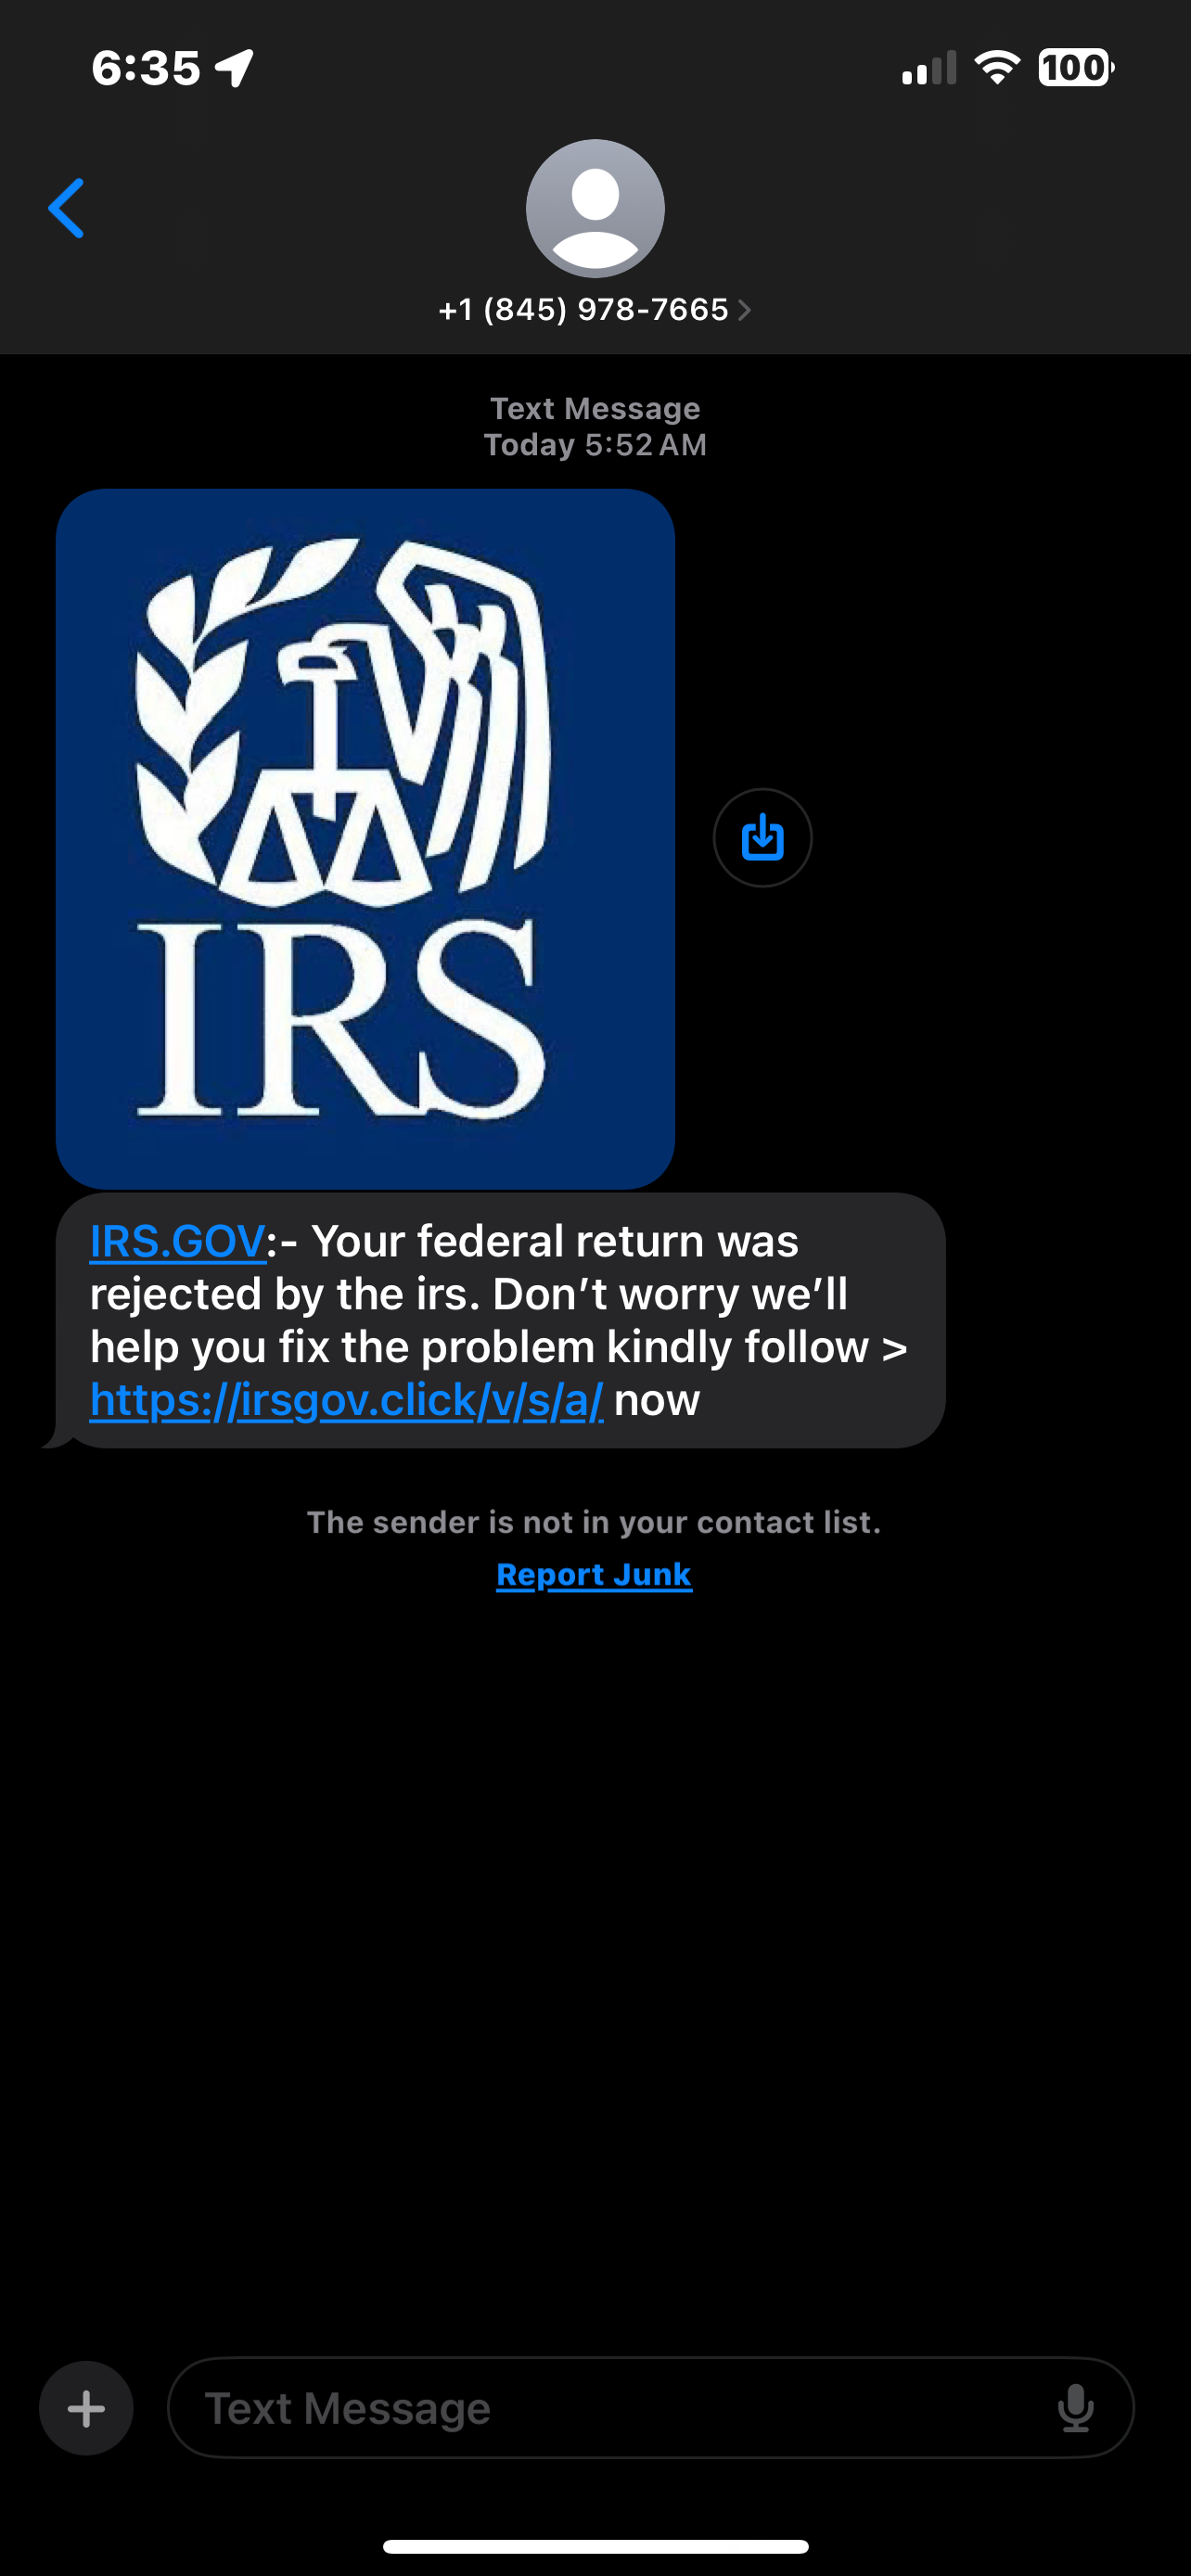 6:35
100
+1 (845) 978-7665
Text Message
Today 5:52 AM
IRS
IRS.GOV:- Your federal return was
rejected by the irs. Don’t worry we’ll
help you fix the problem kindly follow >
https://irsgov.click/v/s/a/ now
The sender is not in your contact list.
Report Junk
Text Message